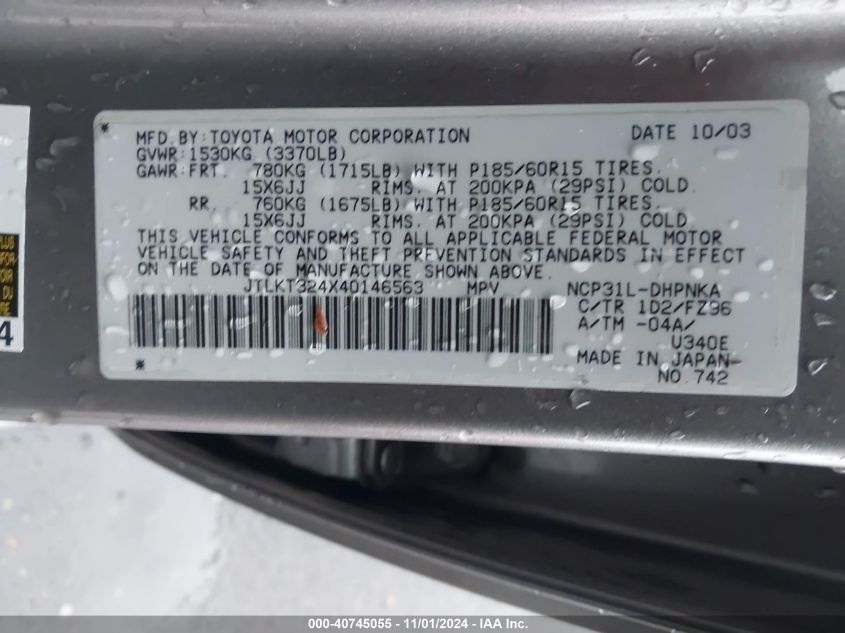 MFD.BY:TOYOTA MOTOR CORPORATION DATE 10/03
GVWR:1530KG (3370LB)
GAWR:FRT. 780KG (1715LB) WITH P185/60R15 TIRES.
15X6JJ RIMS. AT 200KPA (29PSI) COLD.
RR. 760KG (1675LB) WITH P185/60R15 TIRES.
15X6JJ RIMS. AT 200KPA (29PSI) COLD.
THIS VEHICLE CONFORMS TO ALL APPLICABLE FEDERAL MOTOR
VEHICLE SAFETY AND THEFT PREVENTION STANDARDS IN EFFECT
ON THE DATE OF MANUFACTURE SHOWN ABOVE.
JTLKT324X40146563 MPV NCP31L-DHPNKA
C/TR 1D2/FZ96
A/TM -04A/
U340E
MADE IN JAPAN
NO.742
PLUS
DU
4
000-40745055 - 11/01/2024 - IAA Inc.